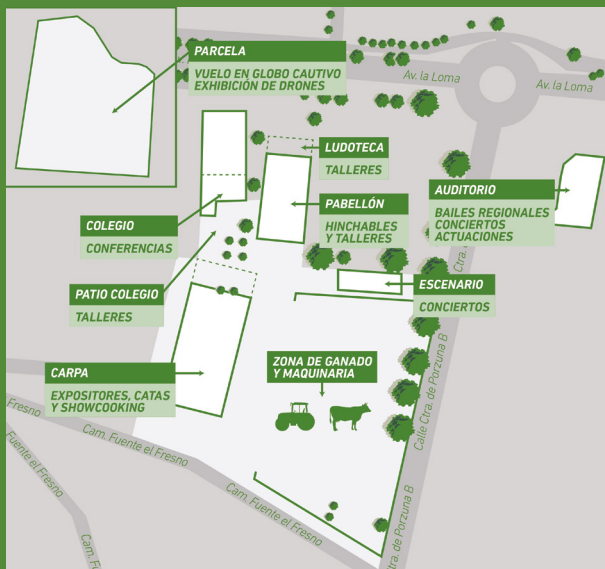 PARCELA
VUELO EN GLOBO CAUTIVO
EXHIBICIÓN DE DRONES
Av. la Loma
Av. la Loma
LUDOTECA
TALLERES
PABELLÓN
HINCHABLES
Y TALLERES
AUDITORIO
BAILES REGIONALES
CONCIERTOS
ACTUACIONES
COLEGIO
CONFERENCIAS
Ctra.
PATIO COLEGIO
TALLERES
ESCENARIO
CONCIERTOS
CARPA
EXPOSITORES, CATAS
Y SHOWCOOKING
ZONA DE GANADO
Y MAQUINARIA
Calle Ctra. de Porzuna B
Fresno
Cam. Fuente el Fresno
Fuente el Fresno
Cam. Fuente el Fresno
Ctra. de Porzuna B